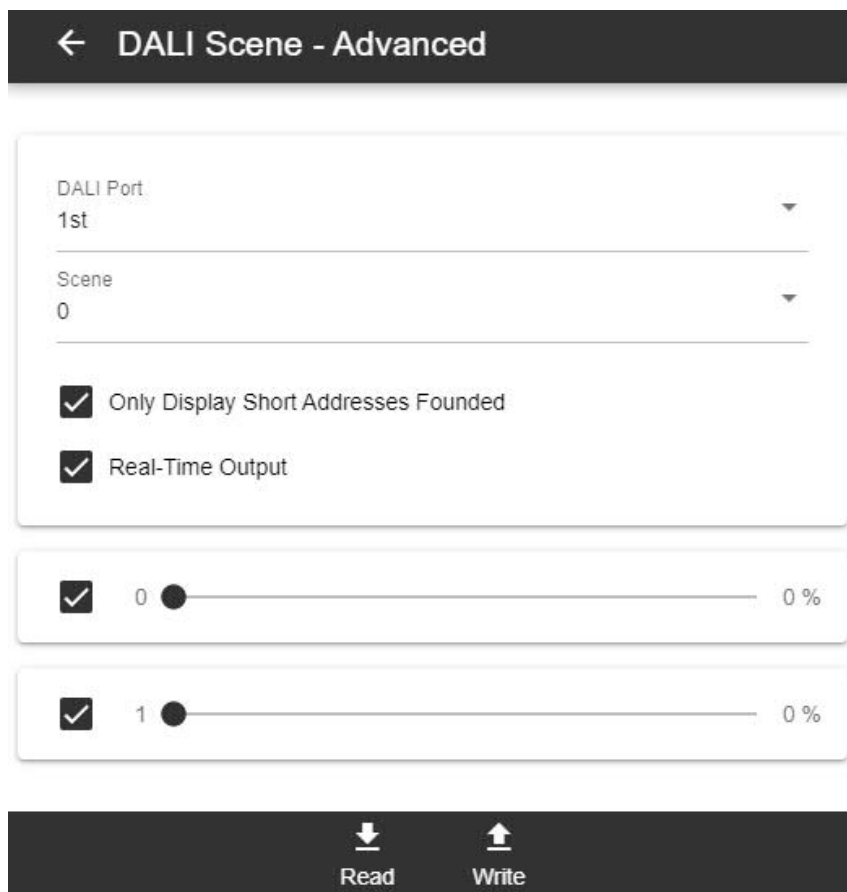 DALI Scene - Advanced
DALI Port
1st
Scene
0
Only Display Short Addresses Founded
Real-Time Output
0 0 %
1 0 %
Read Write